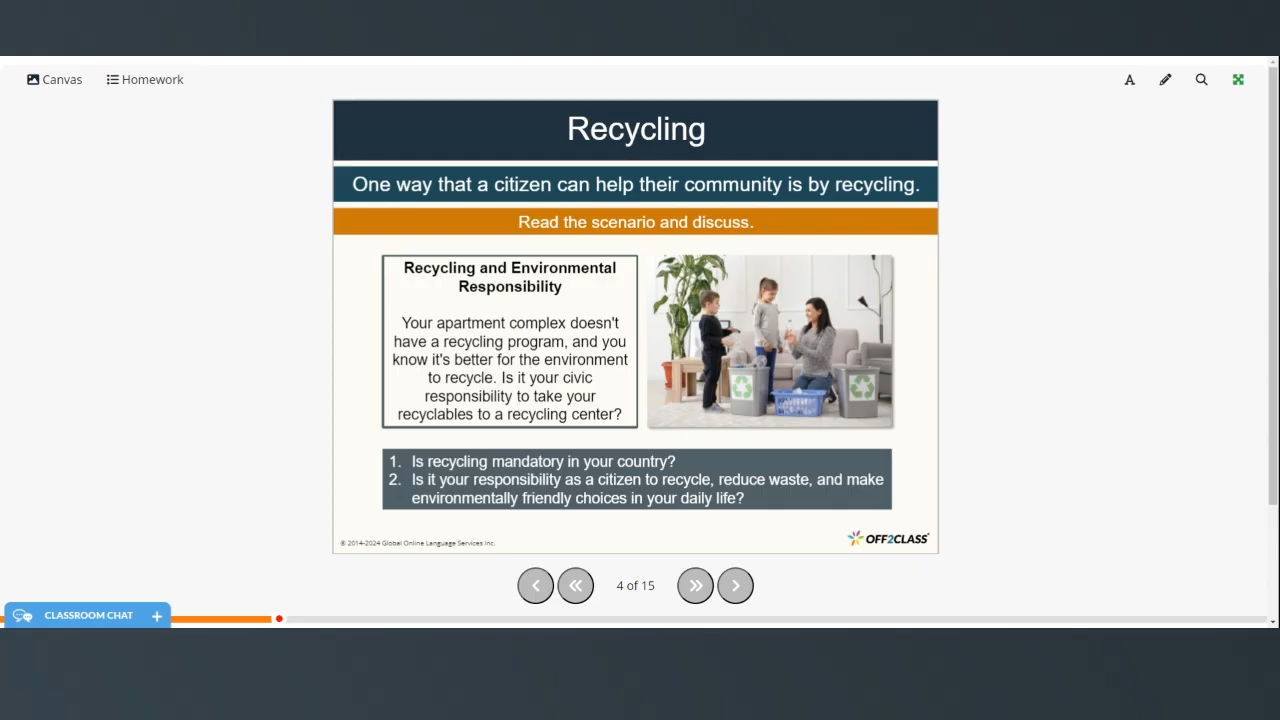 Canvas
Homework
A
Recycling
One way that a citizen can help their community is by recycling.
Read the scenario and discuss.
Recycling and Environmental
Responsibility
Your apartment complex doesn't
have a recycling program, and you
know it's better for the environment
to recycle. Is it your civic
responsibility to take your
recyclables to a recycling center?
1. Is recycling mandatory in your country?
2. Is it your responsibility as a citizen to recycle, reduce waste, and make
environmentally friendly choices in your daily life?
© 2014-2024 Global Online Language Services Inc.
OFF2CLASS
4 of 15
CLASSROOM CHAT +